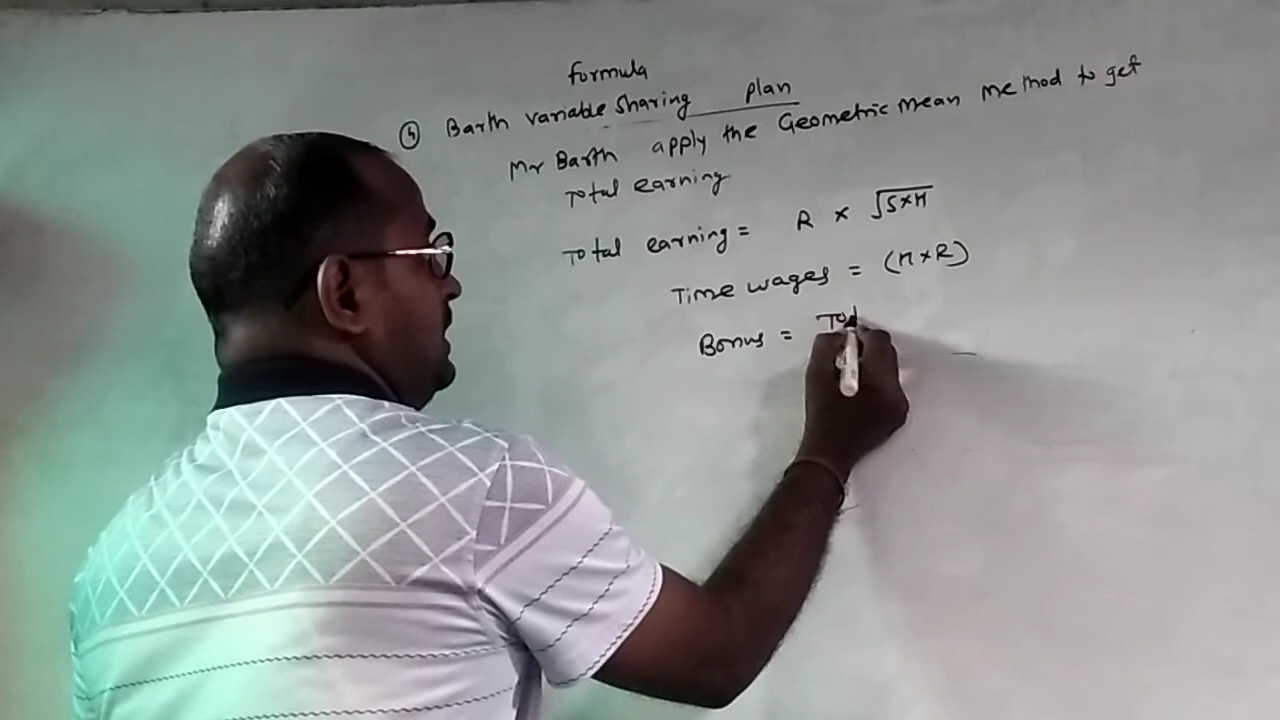 formula
⑤ Barth variable sharing plan
Mr Barth apply the Geometric mean method to get
Total earning
Total earning = R × √S×H
Time wages = (H×R)
Bonus = Tot